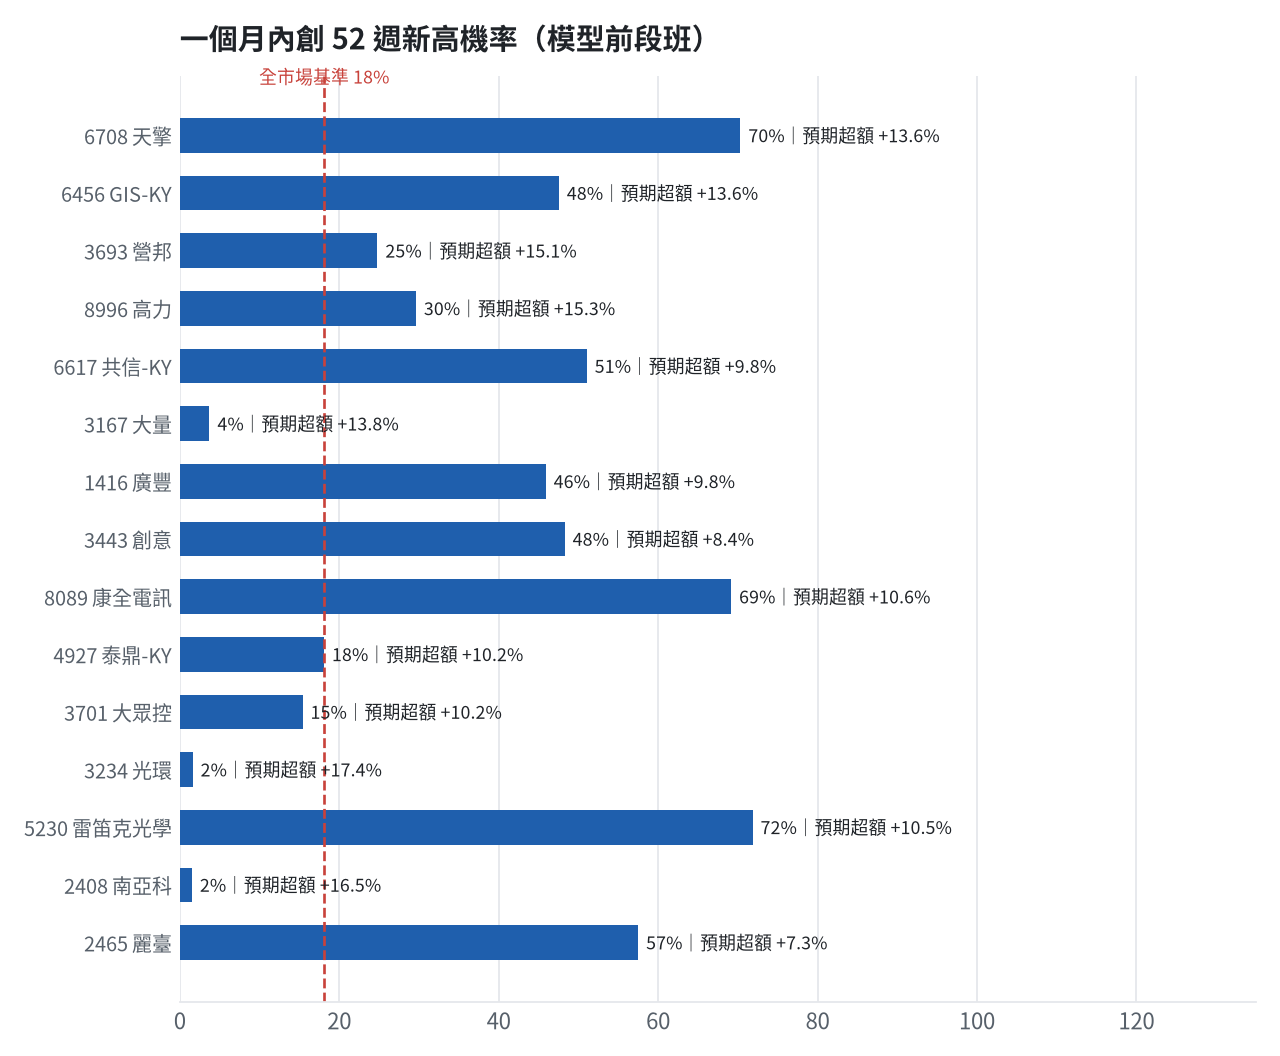 一個月內創 52 週新高機率（模型前段班）
全市場基準 18%
6708 天擎 70%｜預期超額 +13.6%
6456 GIS-KY 48%｜預期超額 +13.6%
3693 營邦 25%｜預期超額 +15.1%
8996 高力 30%｜預期超額 +15.3%
6617 共信-KY 51%｜預期超額 +9.8%
3167 大量 4%｜預期超額 +13.8%
1416 廣豐 46%｜預期超額 +9.8%
3443 創意 48%｜預期超額 +8.4%
8089 康全電訊 69%｜預期超額 +10.6%
4927 泰鼎-KY 18%｜預期超額 +10.2%
3701 大眾控 15%｜預期超額 +10.2%
3234 光環 2%｜預期超額 +17.4%
5230 雷笛克光學 72%｜預期超額 +10.5%
2408 南亞科 2%｜預期超額 +16.5%
2465 麗臺 57%｜預期超額 +7.3%
0 20 40 60 80 100 120